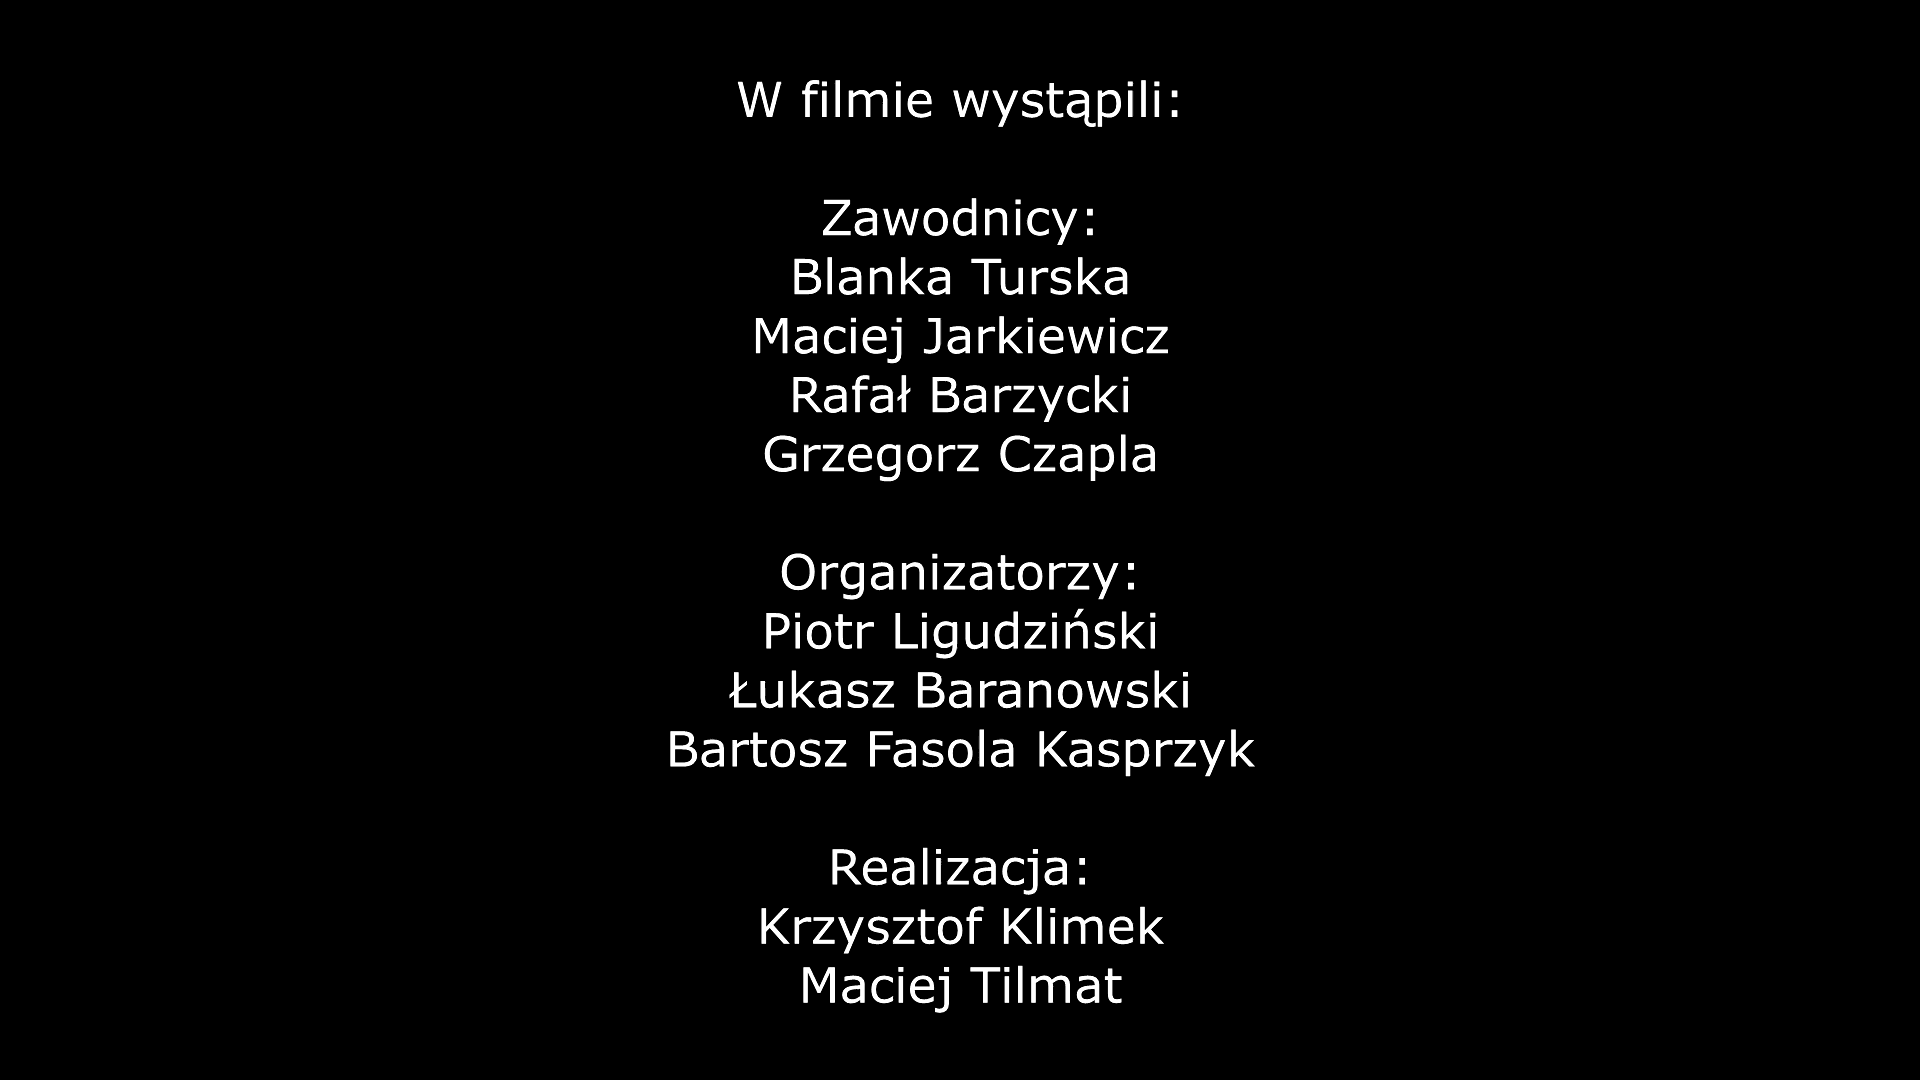 W filmie wystąpili:
Zawodnicy:
Blanka Turska
Maciej Jarkiewicz
Rafał Barzycki
Grzegorz Czapla
Organizatorzy:
Piotr Ligudziński
Łukasz Baranowski
Bartosz Fasola Kasprzyk
Realizacja:
Krzysztof Klimek
Maciej Tilmat